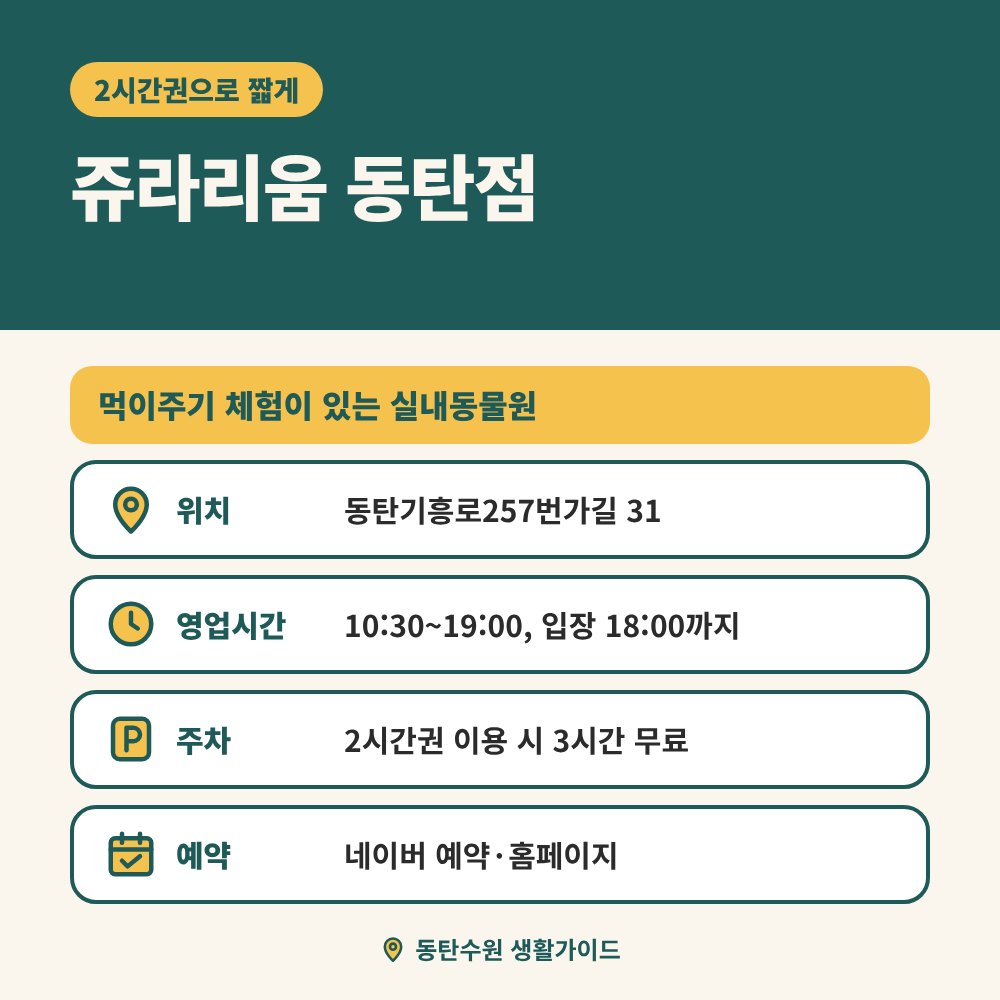 2시간권으로 짧게
쥬라리움 동탄점
먹이주기 체험이 있는 실내동물원
위치 동탄기흥로257번가길 31
영업시간 10:30~19:00, 입장 18:00까지
P 주차 2시간권 이용 시 3시간 무료
예약 네이버 예약·홈페이지
동탄수원 생활가이드